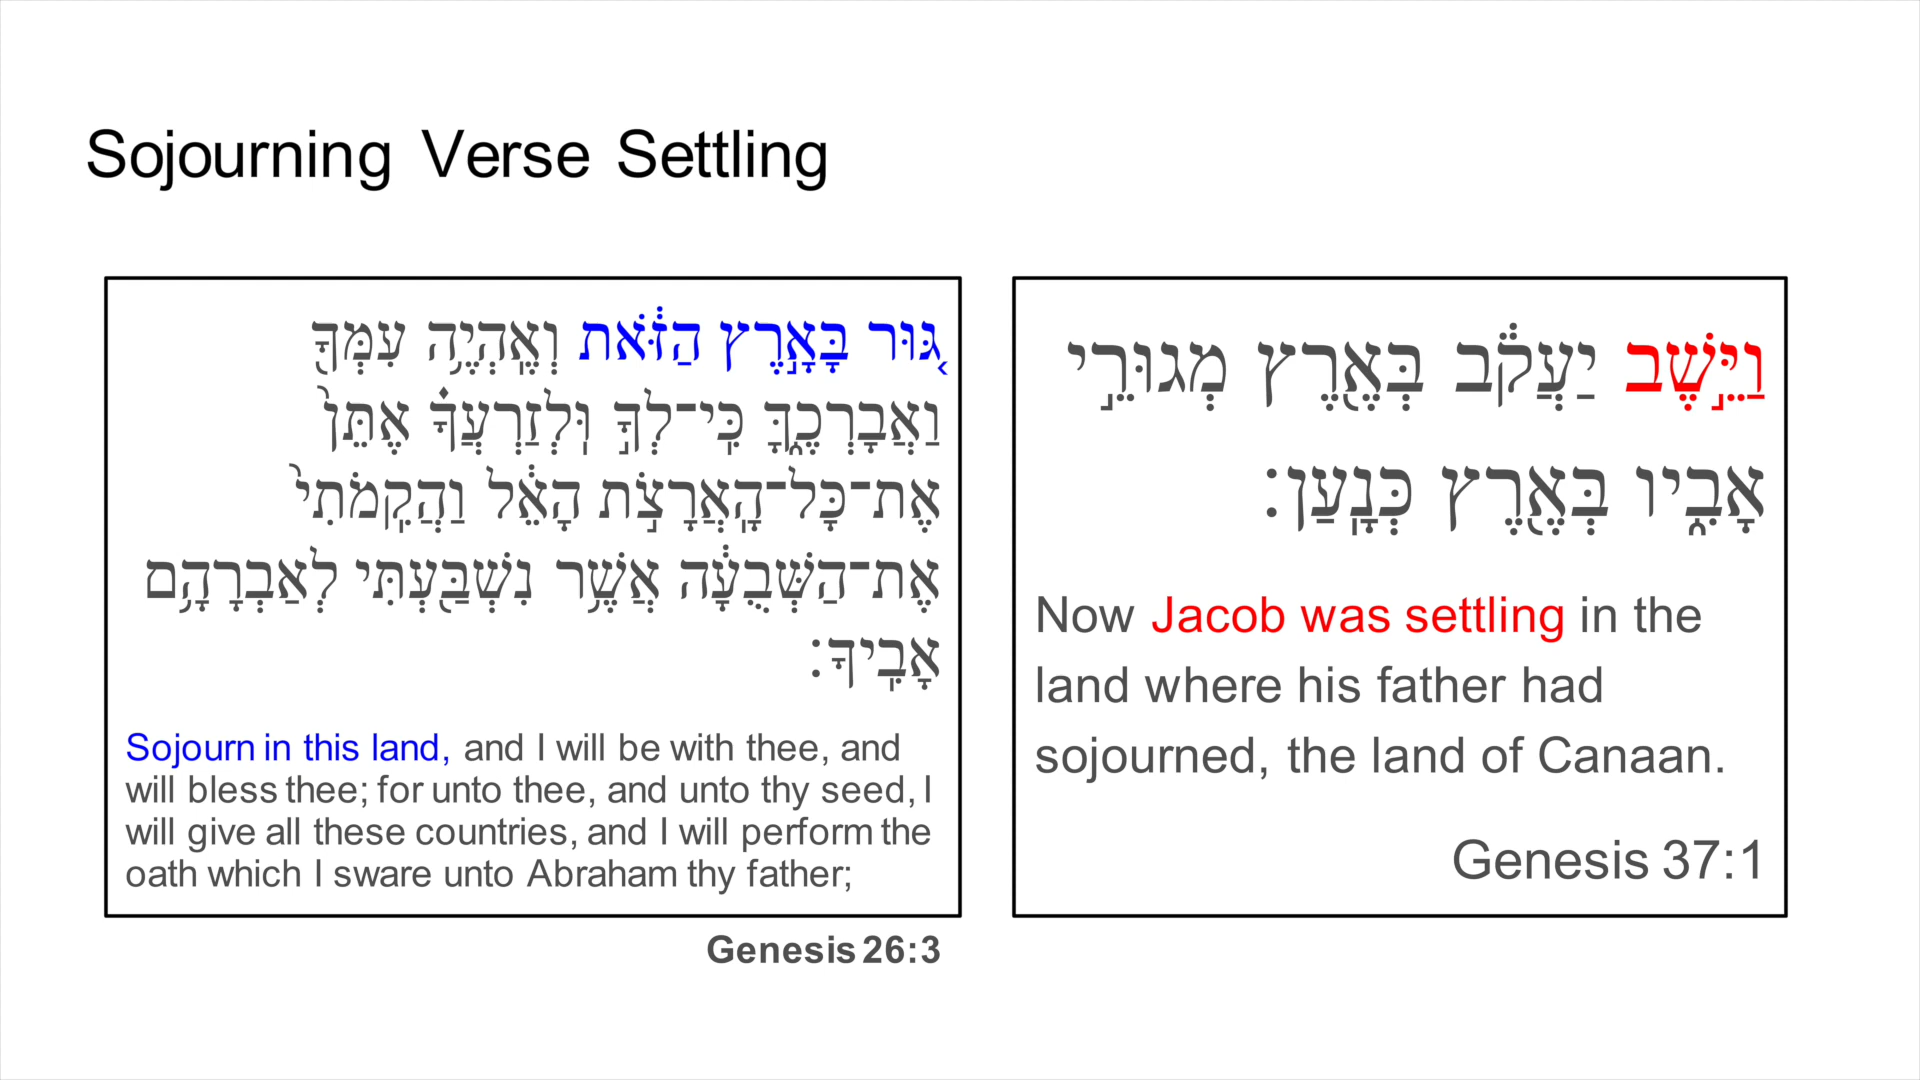 Sojourning Verse Settling
גּ֚וּר בָּאָ֣רֶץ הַזֹּ֔את וְאֶֽהְיֶ֥ה עִמְּךָ֖
וַאֲבָרְכֶ֑ךָּ כִּֽי־לְךָ֣ וּֽלְזַרְעֲךָ֗ אֶתֵּן֙
אֶת־כׇּל־הָֽאֲרָצֹ֣ת הָאֵ֔ל וַהֲקִֽמֹתִי֙
אֶת־הַשְּׁבֻעָ֔ה אֲשֶׁ֥ר נִשְׁבַּ֖עְתִּי לְאַבְרָהָ֥ם
אָבִֽיךָ׃
Sojourn in this land, and I will be with thee, and
will bless thee; for unto thee, and unto thy seed, I
will give all these countries, and I will perform the
oath which I sware unto Abraham thy father;
Genesis 26:3
וַיֵּ֣שֶׁב יַעֲקֹ֔ב בְּאֶ֖רֶץ מְגוּרֵ֣י
אָבִ֑יו בְּאֶ֖רֶץ כְּנָֽעַן׃
Now Jacob was settling in the
land where his father had
sojourned, the land of Canaan.
Genesis 37:1